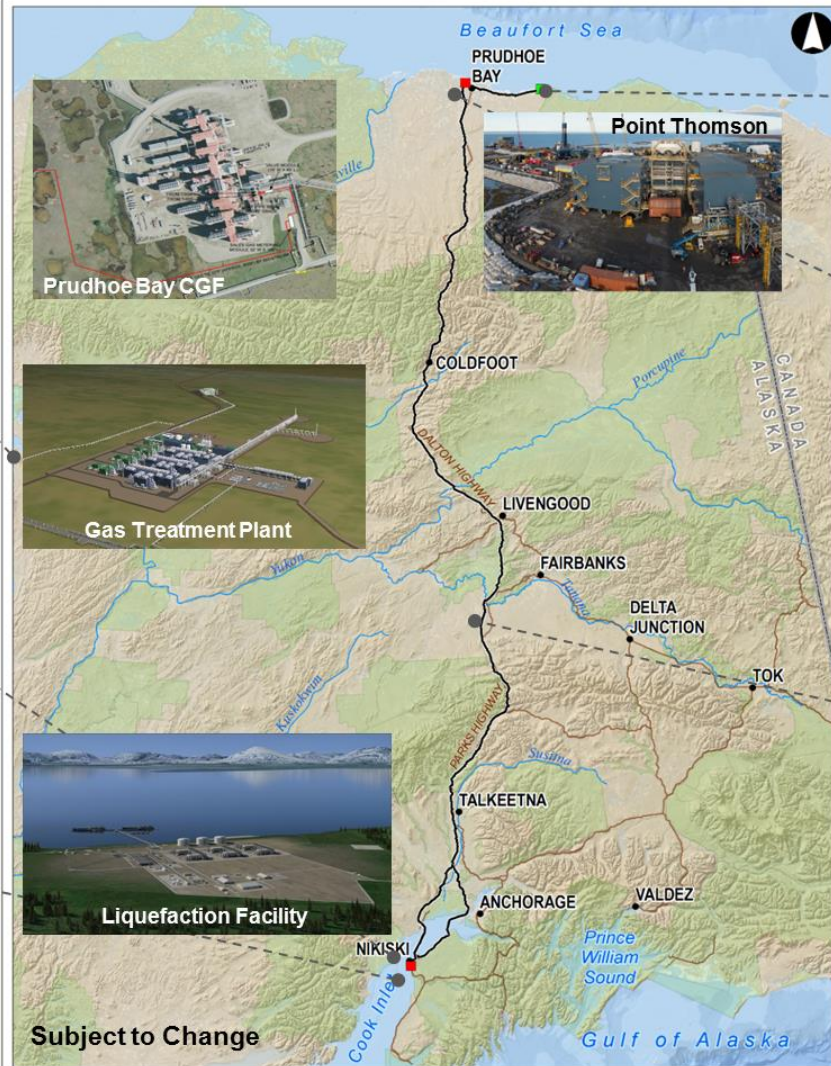 Beaufort Sea
PRUDHOE
BAY
Point Thomson
ville
Prudhoe Bay CGF
COLDFOOT
Porcupine
CANADA
ALASKA
DALTON HIGHWAY
LIVENGOOD
Gas Treatment Plant
Yukon
FAIRBANKS
Tanana
DELTA
JUNCTION
TOK
Kuskokwim
PARKS HIGHWAY
Susitna
TALKEETNA
Liquefaction Facility
ANCHORAGE
VALDEZ
NIKISKI
Prince
William
Sound
Cook Inlet
Subject to Change
Gulf of Alaska